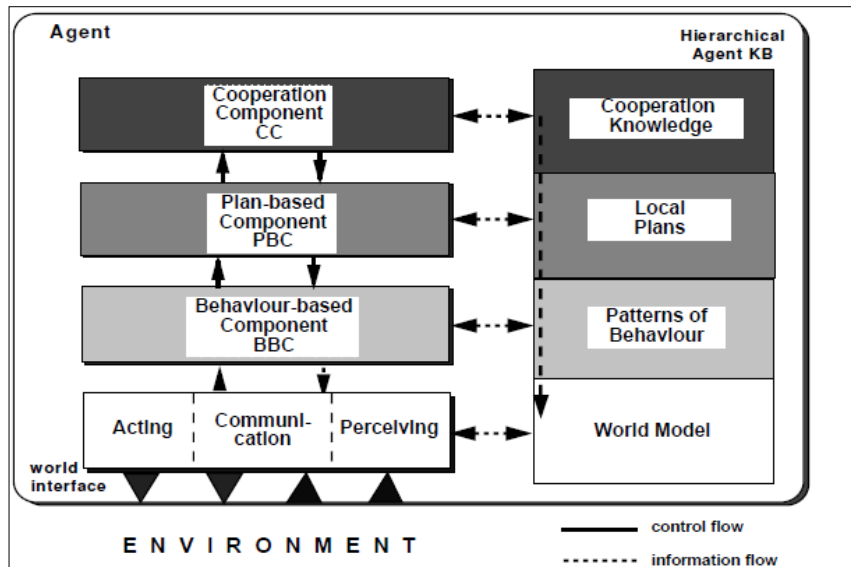 Agent
Hierarchical
Agent KB
Cooperation
Component
CC
Cooperation
Knowledge
Plan-based
Component
PBC
Local
Plans
Behaviour-based
Component
BBC
Patterns of
Behaviour
Acting
Communi-
cation
Perceiving
World Model
world
interface
E N V I R O N M E N T
control flow
information flow